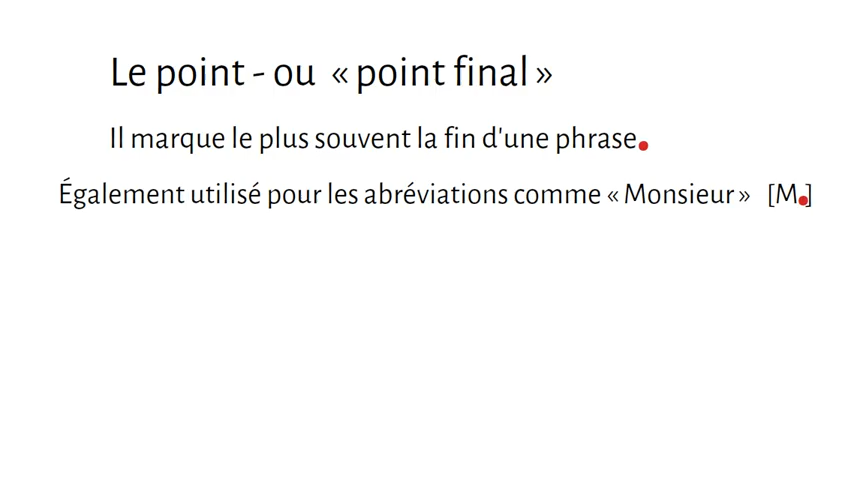 Le point - ou « point final »
Il marque le plus souvent la fin d'une phrase.
Également utilisé pour les abréviations comme « Monsieur » [M.]